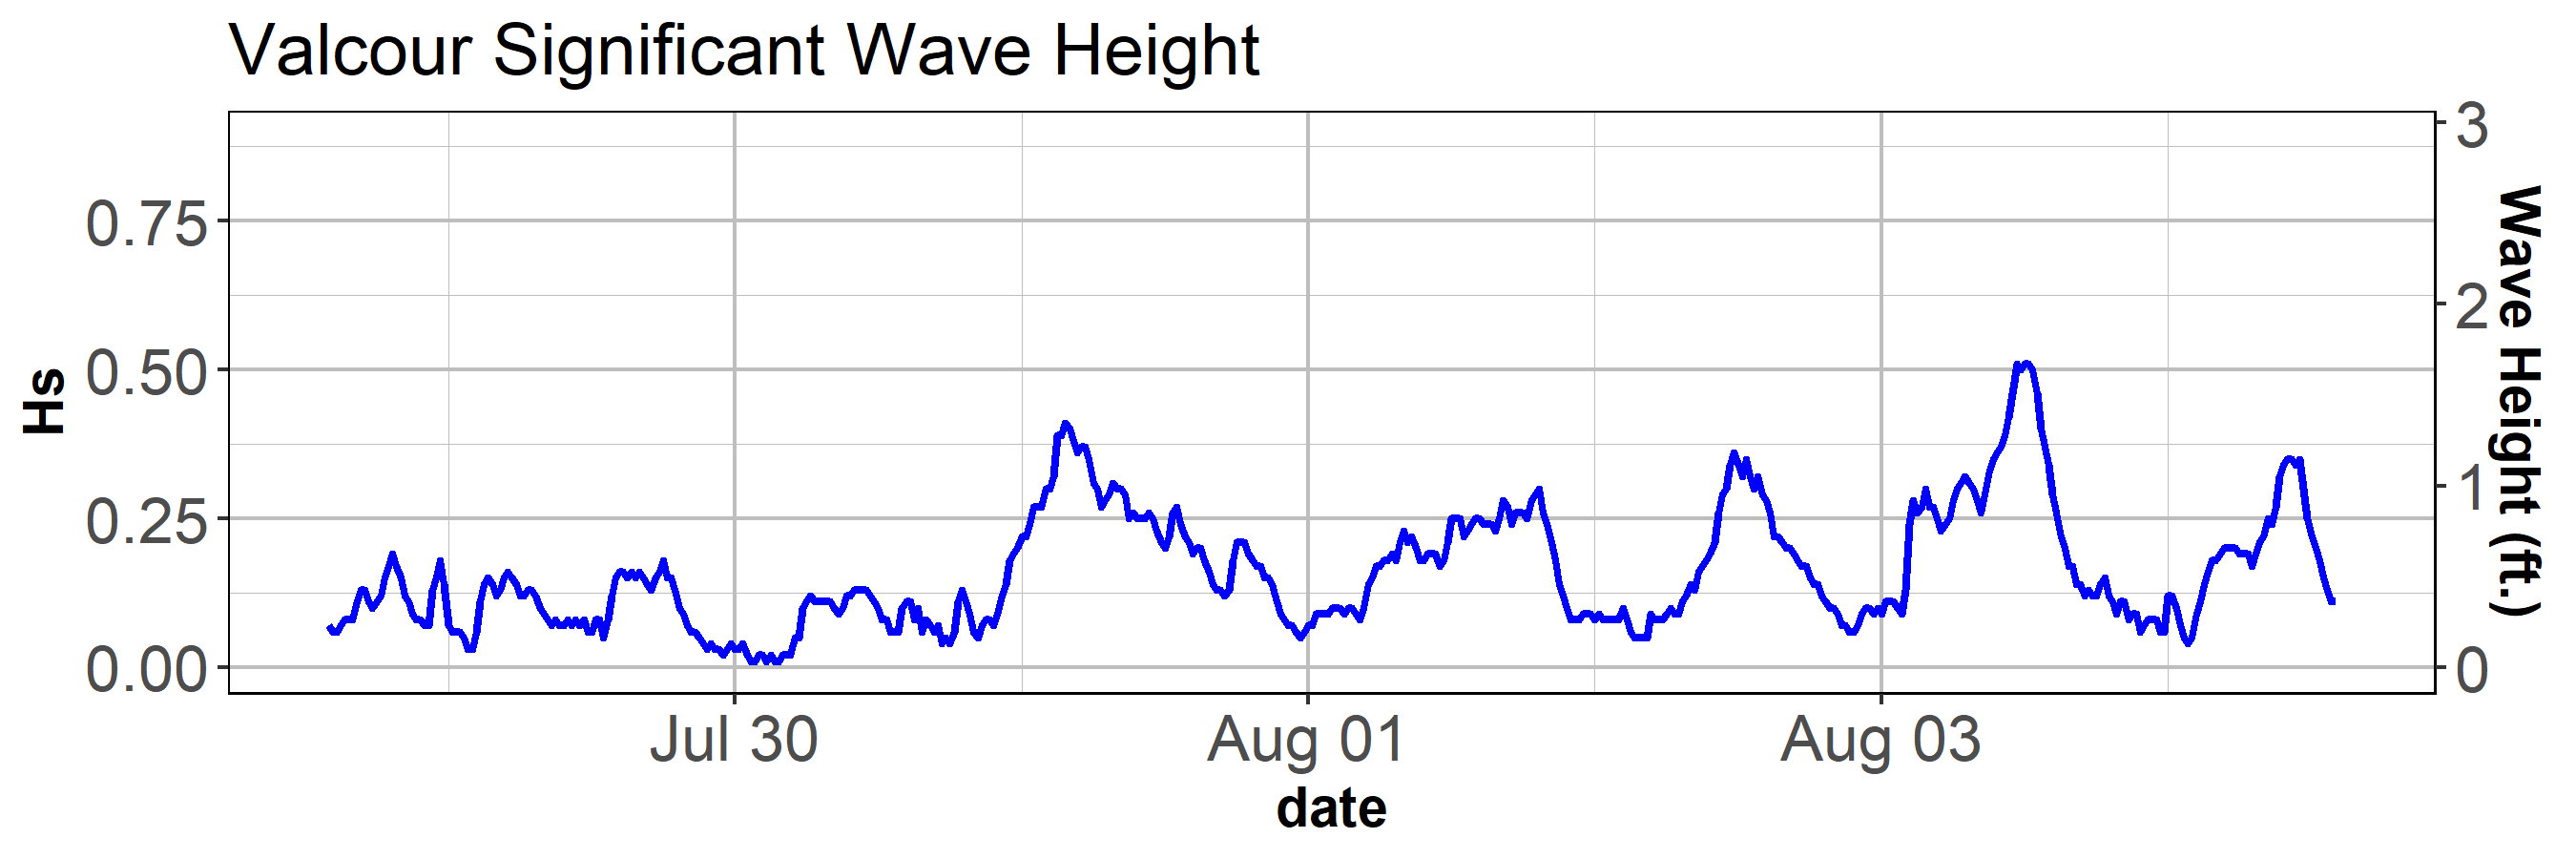 Valcour Significant Wave Height
Hs
0.75
0.50
0.25
0.00
3
2
1
0
Wave Height (ft.)
Jul 30
Aug 01
Aug 03
date